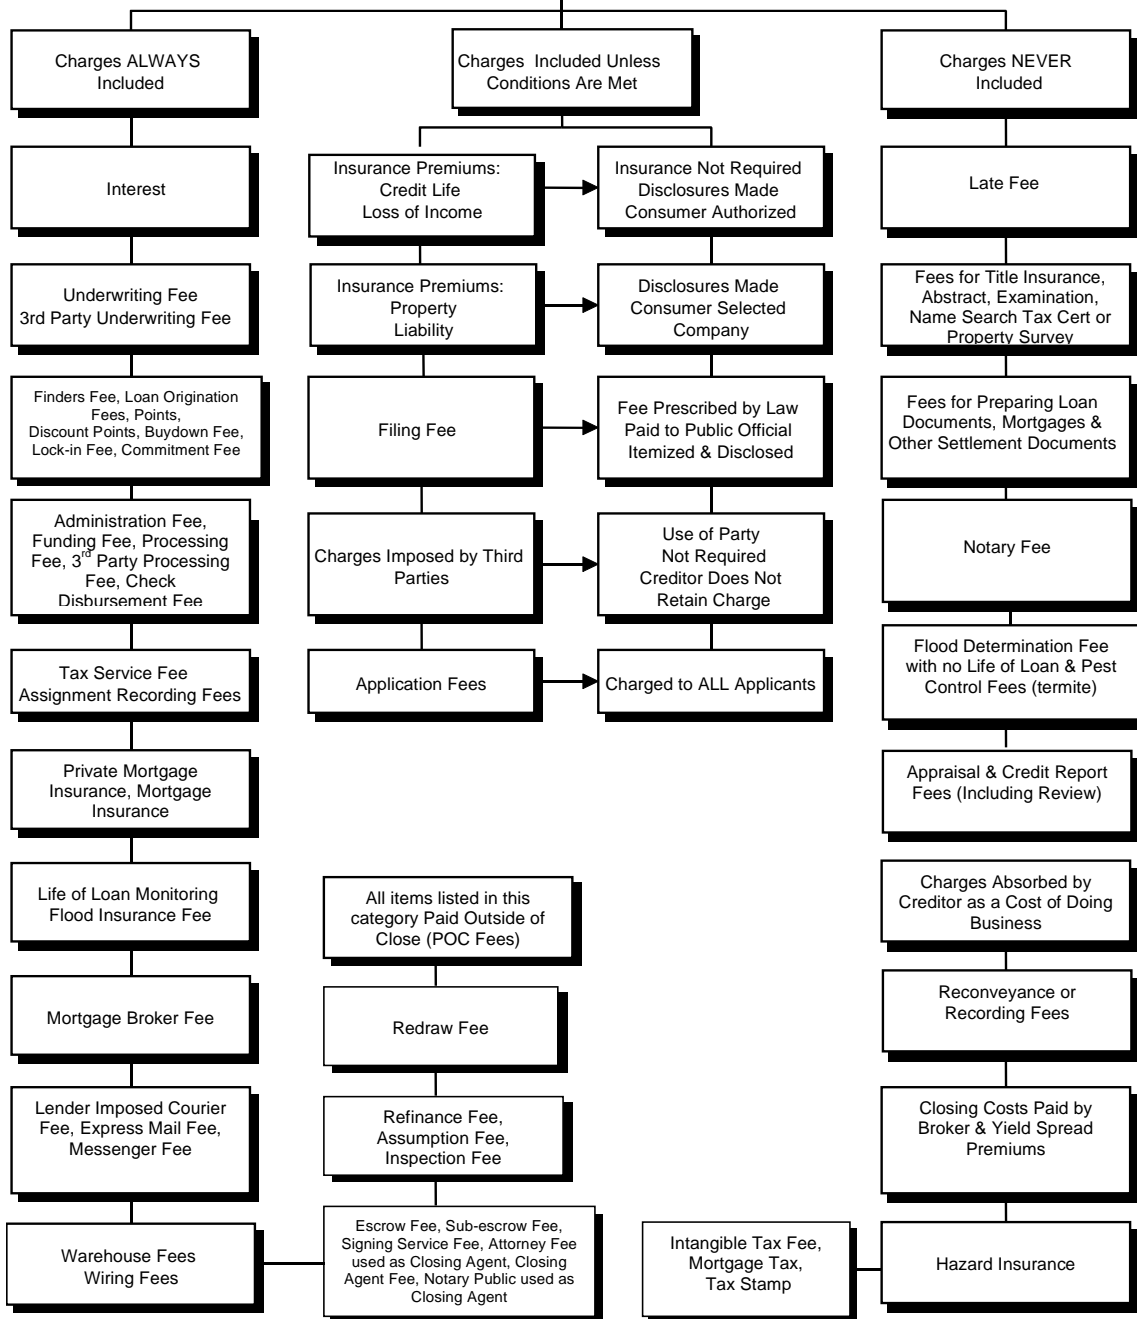 Charges ALWAYS
Included
Charges Included Unless
Conditions Are Met
Charges NEVER
Included
Interest
Insurance Premiums:
Credit Life
Loss of Income
Insurance Not Required
Disclosures Made
Consumer Authorized
Late Fee
Underwriting Fee
3rd Party Underwriting Fee
Insurance Premiums:
Property
Liability
Disclosures Made
Consumer Selected
Company
Fees for Title Insurance,
Abstract, Examination,
Name Search Tax Cert or
Property Survey
Finders Fee, Loan Origination
Fees, Points,
Discount Points, Buydown Fee,
Lock-in Fee, Commitment Fee
Filing Fee
Fee Prescribed by Law
Paid to Public Official
Itemized & Disclosed
Fees for Preparing Loan
Documents, Mortgages &
Other Settlement Documents
Administration Fee,
Funding Fee, Processing
Fee, 3rd Party Processing
Fee, Check
Disbursement Fee
Charges Imposed by Third
Parties
Use of Party
Not Required
Creditor Does Not
Retain Charge
Notary Fee
Tax Service Fee
Assignment Recording Fees
Application Fees
Charged to ALL Applicants
Flood Determination Fee
with no Life of Loan & Pest
Control Fees (termite)
Private Mortgage
Insurance, Mortgage
Insurance
Appraisal & Credit Report
Fees (Including Review)
Life of Loan Monitoring
Flood Insurance Fee
All items listed in this
category Paid Outside of
Close (POC Fees)
Charges Absorbed by
Creditor as a Cost of Doing
Business
Mortgage Broker Fee
Redraw Fee
Reconveyance or
Recording Fees
Lender Imposed Courier
Fee, Express Mail Fee,
Messenger Fee
Refinance Fee,
Assumption Fee,
Inspection Fee
Closing Costs Paid by
Broker & Yield Spread
Premiums
Warehouse Fees
Wiring Fees
Escrow Fee, Sub-escrow Fee,
Signing Service Fee, Attorney Fee
used as Closing Agent, Closing
Agent Fee, Notary Public used as
Closing Agent
Intangible Tax Fee,
Mortgage Tax,
Tax Stamp
Hazard Insurance